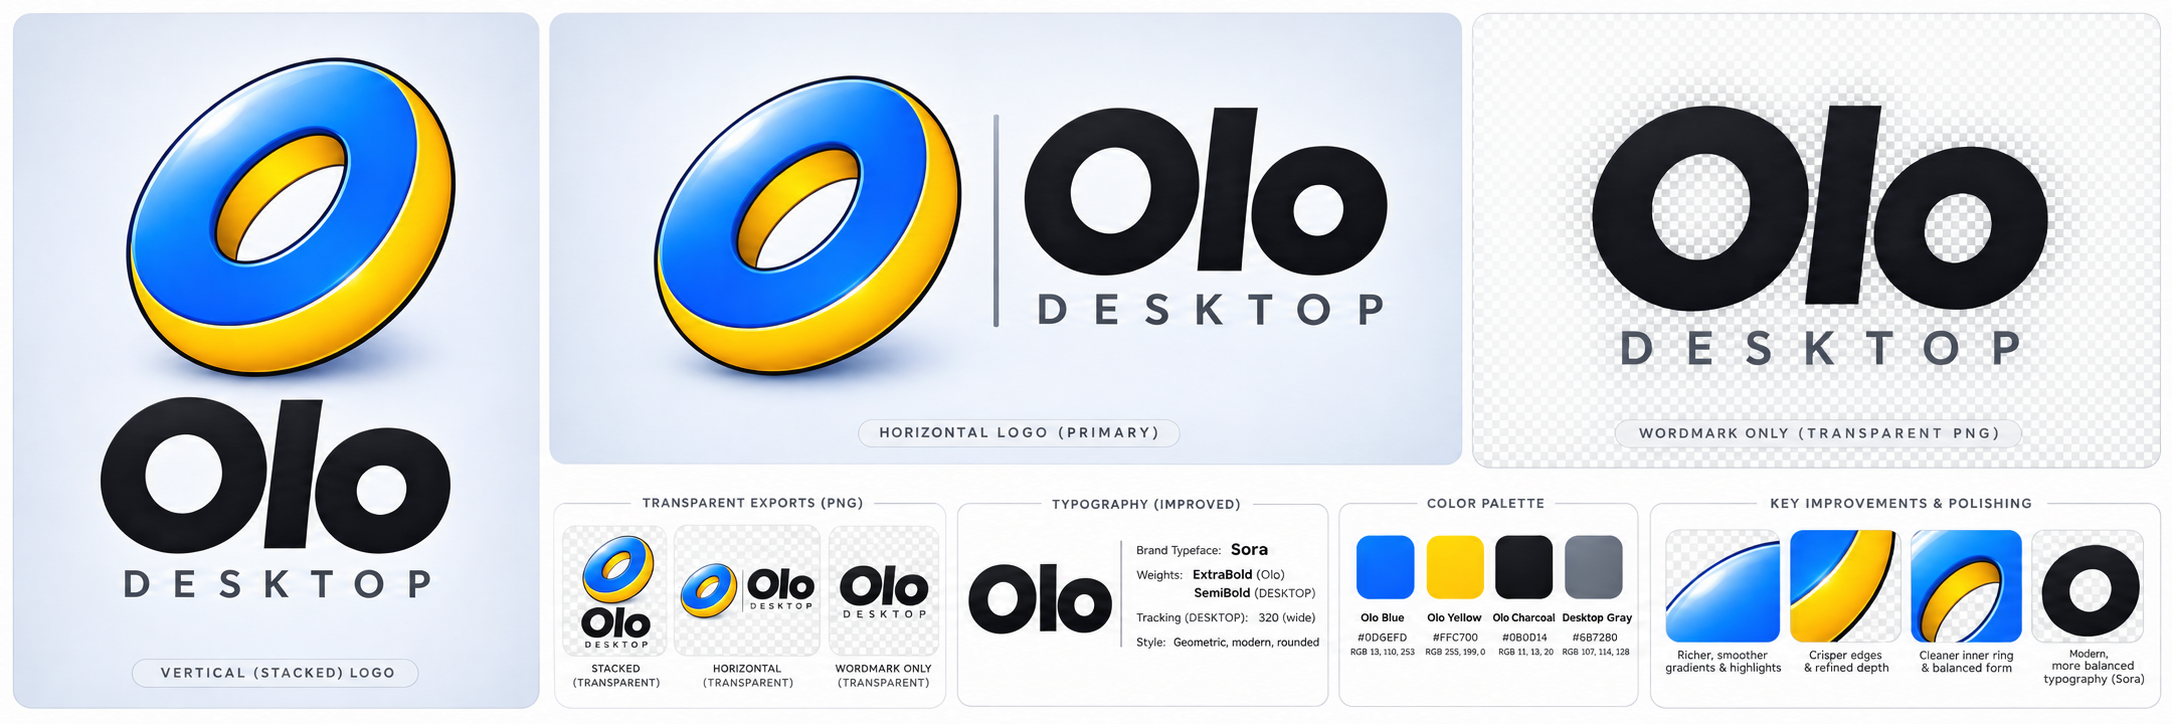 Olo
DESKTOP
VERTICAL (STACKED) LOGO
Olo
DESKTOP
HORIZONTAL LOGO (PRIMARY)
Olo
DESKTOP
WORDMARK ONLY (TRANSPARENT PNG)
TRANSPARENT EXPORTS (PNG)
Olo
DESKTOP
STACKED
(TRANSPARENT)
Olo
DESKTOP
HORIZONTAL
(TRANSPARENT)
Olo
DESKTOP
WORDMARK ONLY
(TRANSPARENT)
TYPOGRAPHY (IMPROVED)
Olo
Brand Typeface: Sora
Weights: ExtraBold (Olo)
SemiBold (DESKTOP)
Tracking (DESKTOP): 320 (wide)
Style: Geometric, modern, rounded
COLOR PALETTE
Olo Blue
#0DGEFD
RGB 13, 110, 253
Olo Yellow
#FFC700
RGB 255, 199, 0
Olo Charcoal
#0B0D14
RGB 11, 13, 20
Desktop Gray
#6B7280
RGB 107, 114, 128
KEY IMPROVEMENTS & POLISHING
Richer, smoother
gradients & highlights
Crisper edges
& refined depth
Cleaner inner ring
& balanced form
Modern,
more balanced
typography (Sora)